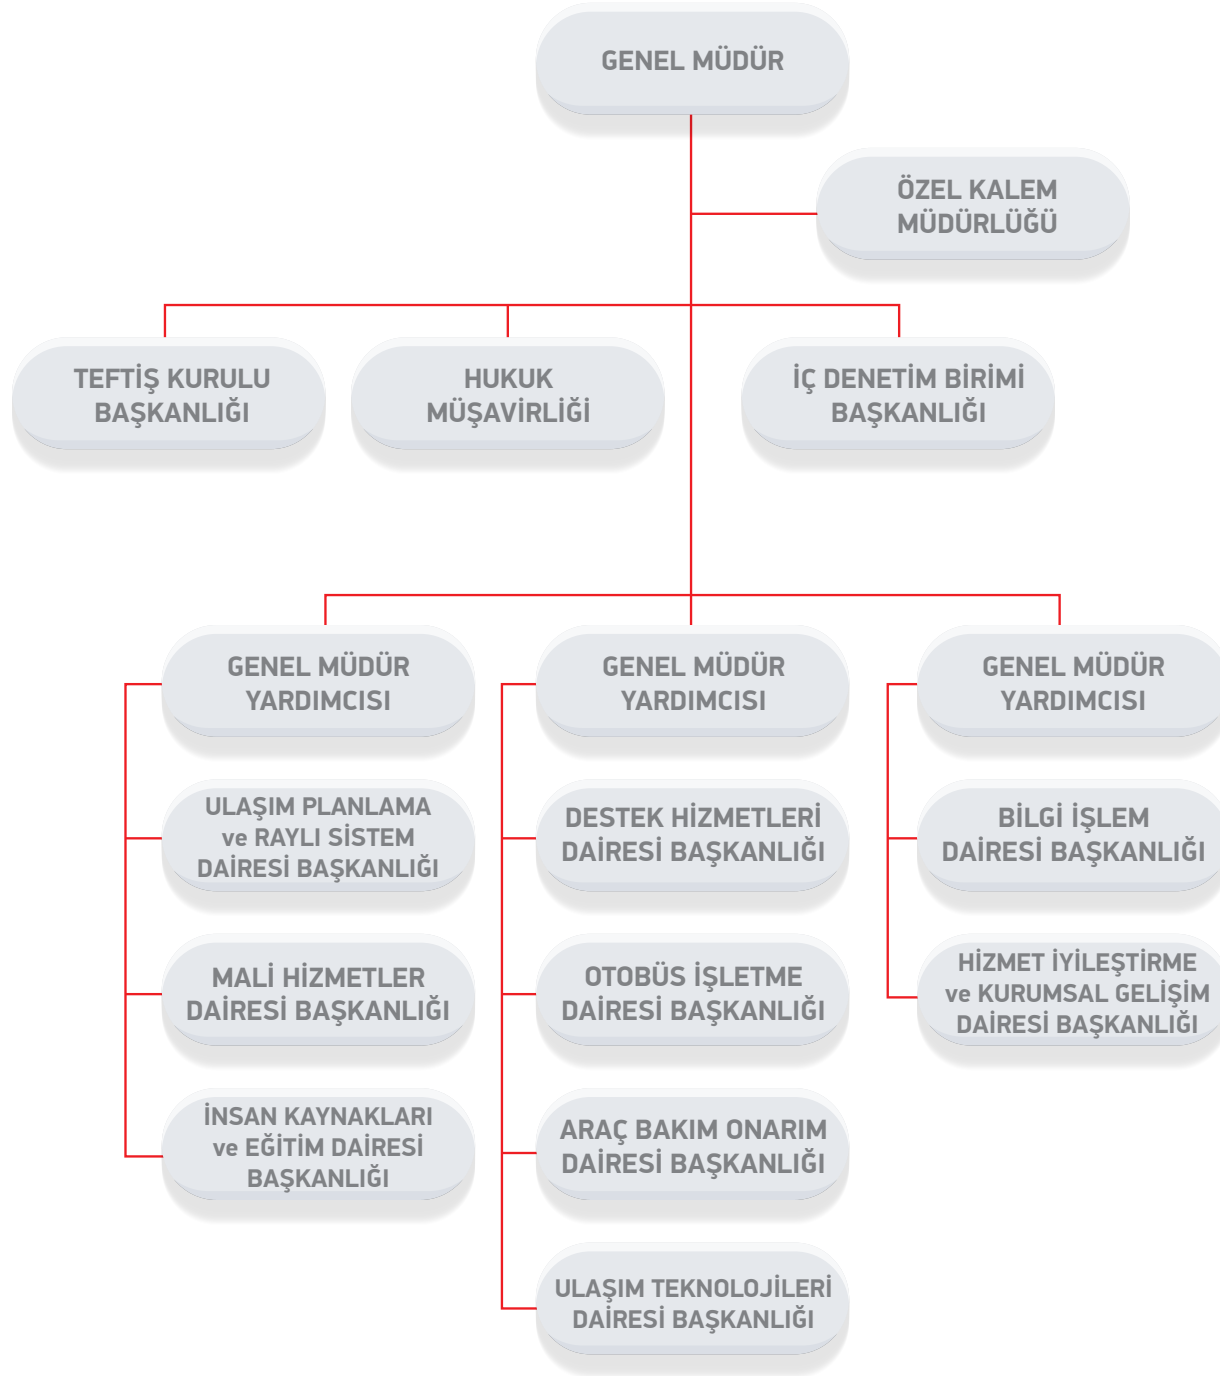 GENEL MÜDÜR
ÖZEL KALEM
MÜDÜRLÜĞÜ
TEFTİŞ KURULU
BAŞKANLIĞI
HUKUK
MÜŞAVİRLİĞİ
İÇ DENETİM BİRİMİ
BAŞKANLIĞI
GENEL MÜDÜR
YARDIMCISI
ULAŞIM PLANLAMA
ve RAYLI SİSTEM
DAİRESİ BAŞKANLIĞI
MALİ HİZMETLER
DAİRESİ BAŞKANLIĞI
İNSAN KAYNAKLARI
ve EĞİTİM DAİRESİ
BAŞKANLIĞI
GENEL MÜDÜR
YARDIMCISI
DESTEK HİZMETLERİ
DAİRESİ BAŞKANLIĞI
OTOBÜS İŞLETME
DAİRESİ BAŞKANLIĞI
ARAÇ BAKIM ONARIM
DAİRESİ BAŞKANLIĞI
ULAŞIM TEKNOLOJİLERİ
DAİRESİ BAŞKANLIĞI
GENEL MÜDÜR
YARDIMCISI
BİLGİ İŞLEM
DAİRESİ BAŞKANLIĞI
HİZMET İYİLEŞTİRME
ve KURUMSAL GELİŞİM
DAİRESİ BAŞKANLIĞI